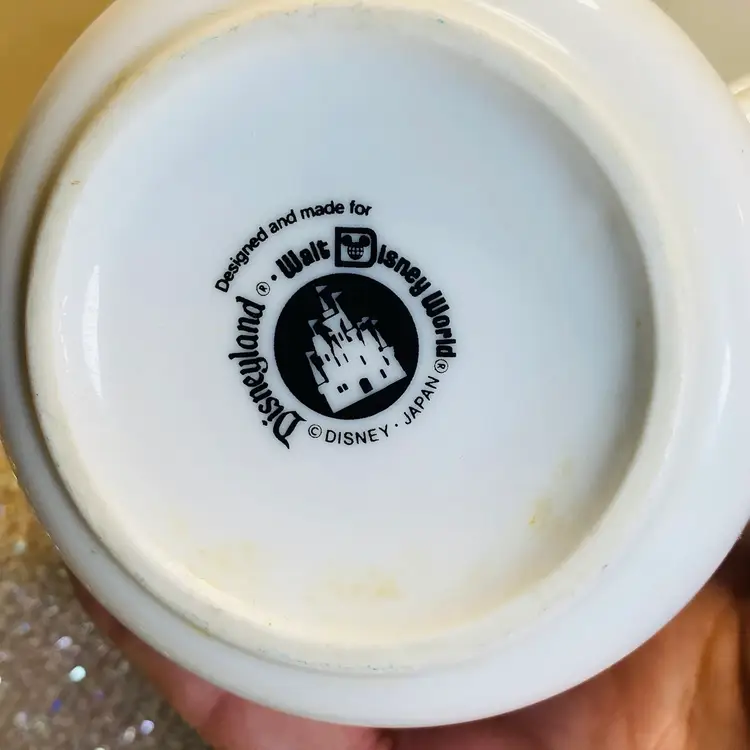 Designed and made for
Disneyland® · Walt Disney World®
© DISNEY · JAPAN